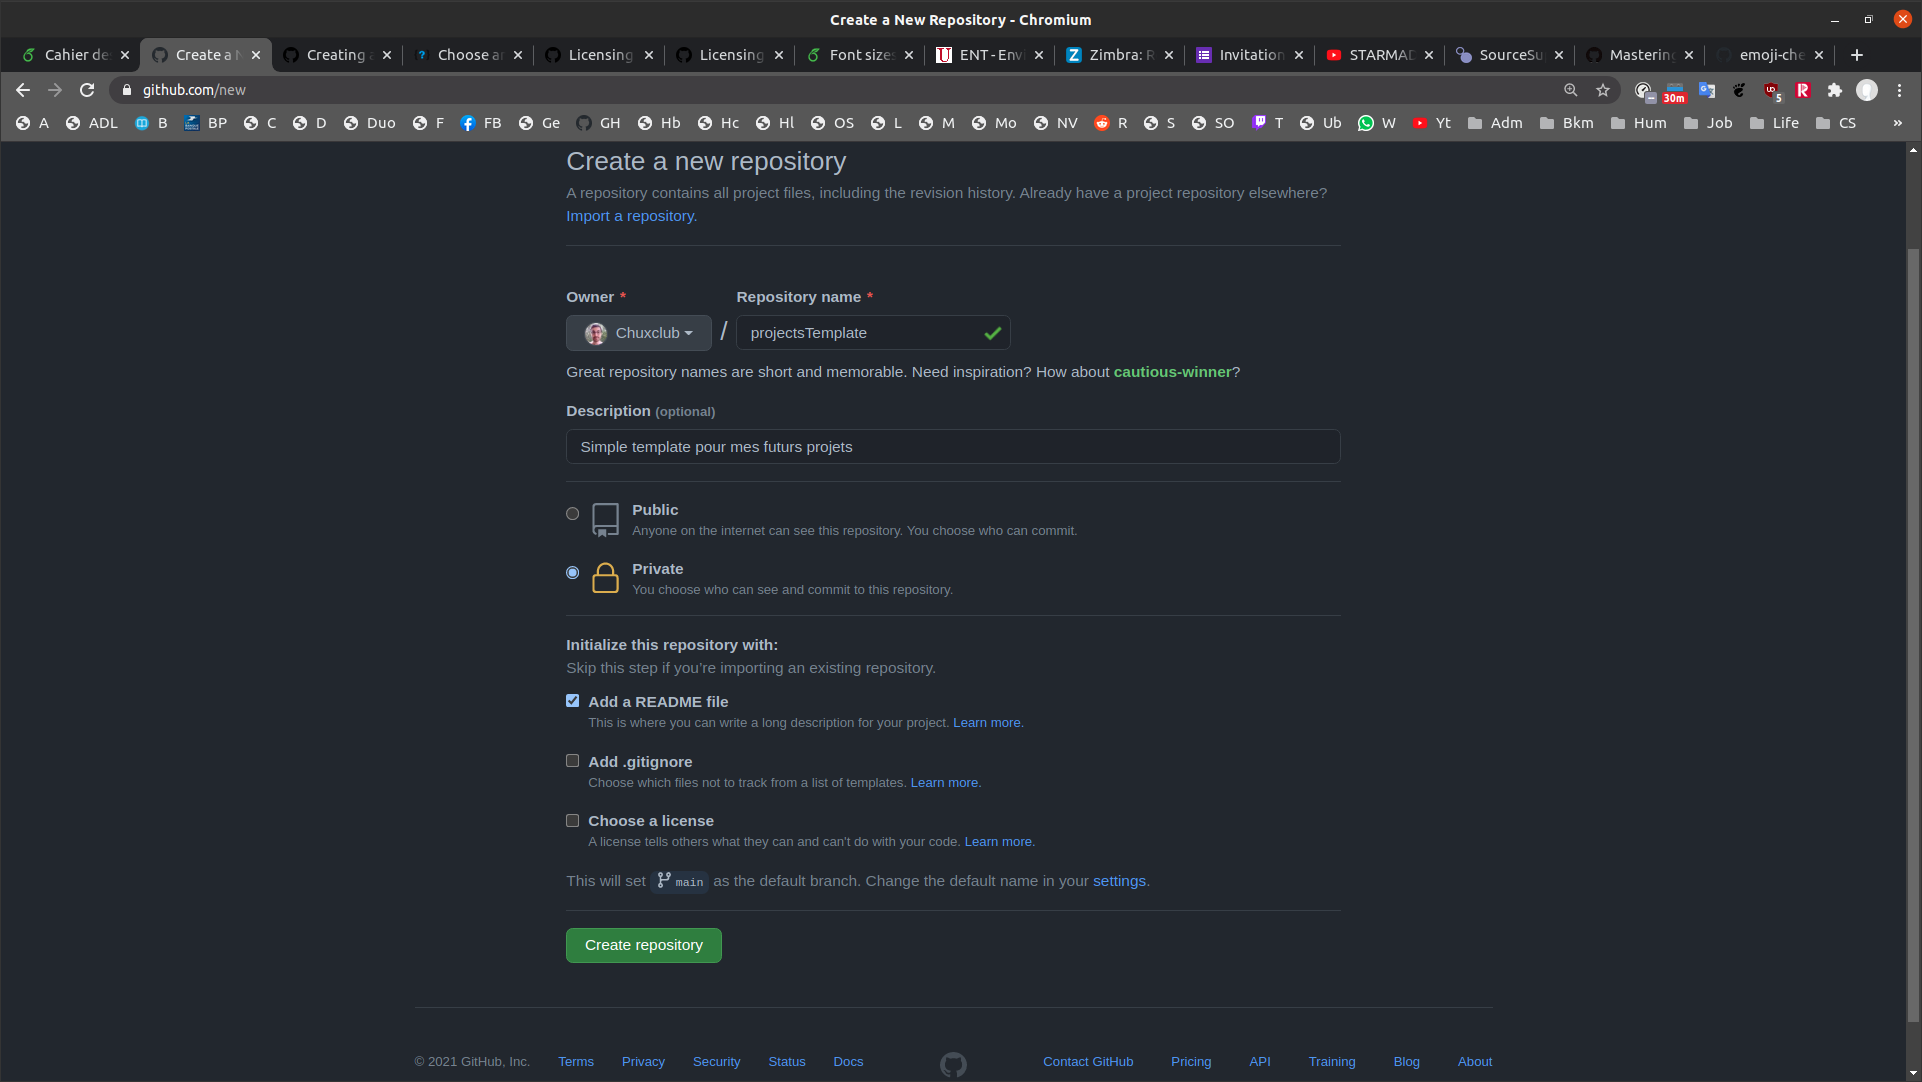 Create a New Repository - Chromium
Cahier de
Create a N
Creating a
Choose an
Licensing
Licensing
Font sizes
ENT - Envi
Zimbra: R
Invitation
STARMAD
SourceSup
Mastering
emoji-che
github.com/new
30m
5
A ADL B BP C D Duo F FB Ge GH Hb Hc Hl OS L M Mo NV R S SO T Ub W Yt Adm Bkm Hum Job Life CS »
Create a new repository
A repository contains all project files, including the revision history. Already have a project repository elsewhere?
Import a repository.
Owner * Repository name *
Chuxclub / projectsTemplate
Great repository names are short and memorable. Need inspiration? How about cautious-winner?
Description (optional)
Simple template pour mes futurs projets
Public
Anyone on the internet can see this repository. You choose who can commit.
Private
You choose who can see and commit to this repository.
Initialize this repository with:
Skip this step if you're importing an existing repository.
Add a README file
This is where you can write a long description for your project. Learn more.
Add .gitignore
Choose which files not to track from a list of templates. Learn more.
Choose a license
A license tells others what they can and can't do with your code. Learn more.
This will set main as the default branch. Change the default name in your settings.
Create repository
© 2021 GitHub, Inc. Terms Privacy Security Status Docs Contact GitHub Pricing API Training Blog About